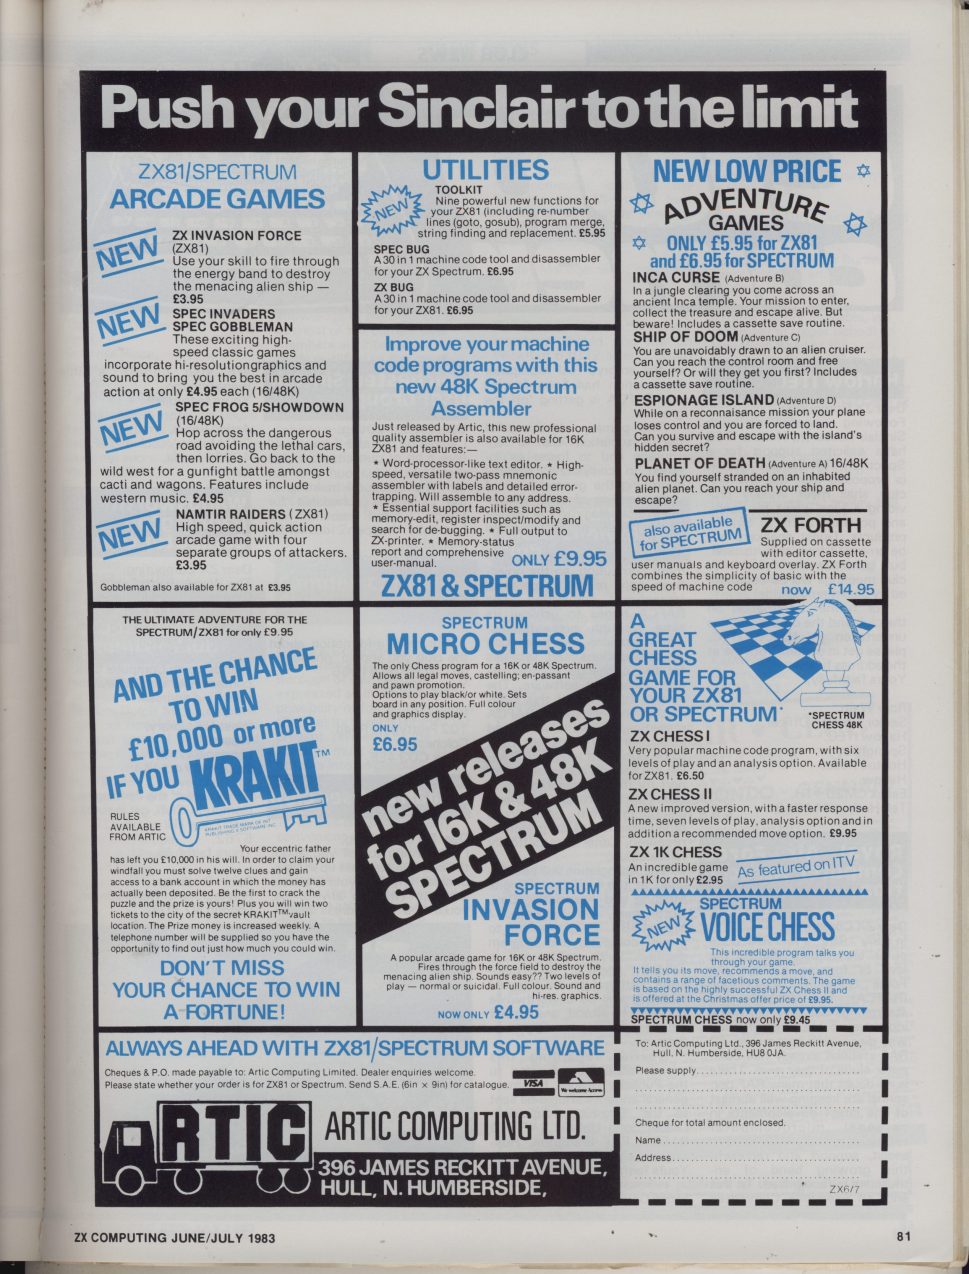 Push your Sinclair to the limit
ZX81/SPECTRUM
ARCADE GAMES
NEW
ZX INVASION FORCE
(ZX81)
Use your skill to fire through
the energy band to destroy
the menacing alien ship —
£3.95
NEW
SPEC INVADERS
SPEC GOBBLEMAN
These exciting high-
speed classic games
incorporate hi-resolution graphics and
sound to bring you the best in arcade
action at only £4.95 each (16/48K)
NEW
SPEC FROG 5/SHOWDOWN
(16/48K)
Hop across the dangerous
road avoiding the lethal cars,
then lorries. Go back to the
wild west for a gunfight battle amongst
cacti and wagons. Features include
western music. £4.95
NEW
NAMTIR RAIDERS (ZX81)
High speed, quick action
arcade game with four
separate groups of attackers.
£3.95
Gobbleman also available for ZX81 at £3.95
UTILITIES
NEW
TOOLKIT
Nine powerful new functions for
your ZX81 (including re-number
lines (goto, gosub), program merge,
string finding and replacement. £5.95
SPEC BUG
A 30 in 1 machine code tool and disassembler
for your ZX Spectrum. £6.95
ZX BUG
A 30 in 1 machine code tool and disassembler
for your ZX81. £6.95
Improve your machine
code programs with this
new 48K Spectrum
Assembler
Just released by Artic, this new professional
quality assembler is also available for 16K
ZX81 and features:—
★ Word-processor-like text editor. ★ High-
speed, versatile two-pass mnemonic
assembler with labels and detailed error-
trapping. Will assemble to any address.
★ Essential support facilities such as
memory-edit, register inspect/modify and
search for de-bugging. ★ Full output to
ZX-printer. ★ Memory-status
report and comprehensive
user-manual. ONLY £9.95
ZX81 & SPECTRUM
NEW LOW PRICE
ADVENTURE
GAMES
ONLY £5.95 for ZX81
and £6.95 for SPECTRUM
INCA CURSE (Adventure B)
In a jungle clearing you come across an
ancient Inca temple. Your mission to enter,
collect the treasure and escape alive. But
beware! Includes a cassette save routine.
SHIP OF DOOM (Adventure C)
You are unavoidably drawn to an alien cruiser.
Can you reach the control room and free
yourself? Or will they get you first? Includes
a cassette save routine.
ESPIONAGE ISLAND (Adventure D)
While on a reconnaisance mission your plane
loses control and you are forced to land.
Can you survive and escape with the island's
hidden secret?
PLANET OF DEATH (Adventure A) 16/48K
You find yourself stranded on an inhabited
alien planet. Can you reach your ship and
escape?
also available
for SPECTRUM
ZX FORTH
Supplied on cassette
with editor cassette,
user manuals and keyboard overlay. ZX Forth
combines the simplicity of basic with the
speed of machine code now £14.95
THE ULTIMATE ADVENTURE FOR THE
SPECTRUM/ZX81 for only £9.95
AND THE CHANCE
TO WIN
£10,000 or more
IF YOU KRAKIT™
RULES
AVAILABLE
FROM ARTIC
KRAKIT TRADE MARK OF INT.
PUBLISHING & SOFTWARE INC.
Your eccentric father
has left you £10,000 in his will. In order to claim your
windfall you must solve twelve clues and gain
access to a bank account in which the money has
actually been deposited. Be the first to crack the
puzzle and the prize is yours! Plus you will win two
tickets to the city of the secret KRAKIT™ vault
location. The Prize money is increased weekly. A
telephone number will be supplied so you have the
opportunity to find out just how much you could win.
DON'T MISS
YOUR CHANCE TO WIN
A FORTUNE!
SPECTRUM
MICRO CHESS
The only Chess program for a 16K or 48K Spectrum.
Allows all legal moves, castelling; en-passant
and pawn promotion.
Options to play black/or white. Sets
board in any position. Full colour
and graphics display.
ONLY
£6.95
new releases
for 16K & 48K
SPECTRUM
SPECTRUM
INVASION
FORCE
A popular arcade game for 16K or 48K Spectrum.
Fires through the force field to destroy the
menacing alien ship. Sounds easy?? Two levels of
play — normal or suicidal. Full colour. Sound and
hi-res. graphics.
NOW ONLY £4.95
A
GREAT
CHESS
GAME FOR
YOUR ZX81
OR SPECTRUM*
*SPECTRUM
CHESS 48K
ZX CHESS I
Very popular machine code program, with six
levels of play and an analysis option. Available
for ZX81. £6.50
ZX CHESS II
A new improved version, with a faster response
time, seven levels of play, analysis option and in
addition a recommended move option. £9.95
ZX 1K CHESS
An incredible game
in 1K for only £2.95
As featured on ITV
NEW
SPECTRUM
VOICE CHESS
This incredible program talks you
through your game.
It tells you its move, recommends a move, and
contains a range of facetious comments. The game
is based on the highly successful ZX Chess II and
is offered at the Christmas offer price of £9.95.
SPECTRUM CHESS now only £9.45
ALWAYS AHEAD WITH ZX81/SPECTRUM SOFTWARE
Cheques & P.O. made payable to: Artic Computing Limited. Dealer enquiries welcome.
Please state whether your order is for ZX81 or Spectrum. Send S.A.E. (6in × 9in) for catalogue.
VISA
We welcome Access
ARTIC
ARTIC COMPUTING LTD.
396 JAMES RECKITT AVENUE,
HULL, N. HUMBERSIDE,
To: Artic Computing Ltd., 396 James Reckitt Avenue,
Hull, N. Humberside, HU8 0JA.
Please supply
Cheque for total amount enclosed.
Name
Address
ZX6/7
ZX COMPUTING JUNE/JULY 1983
81